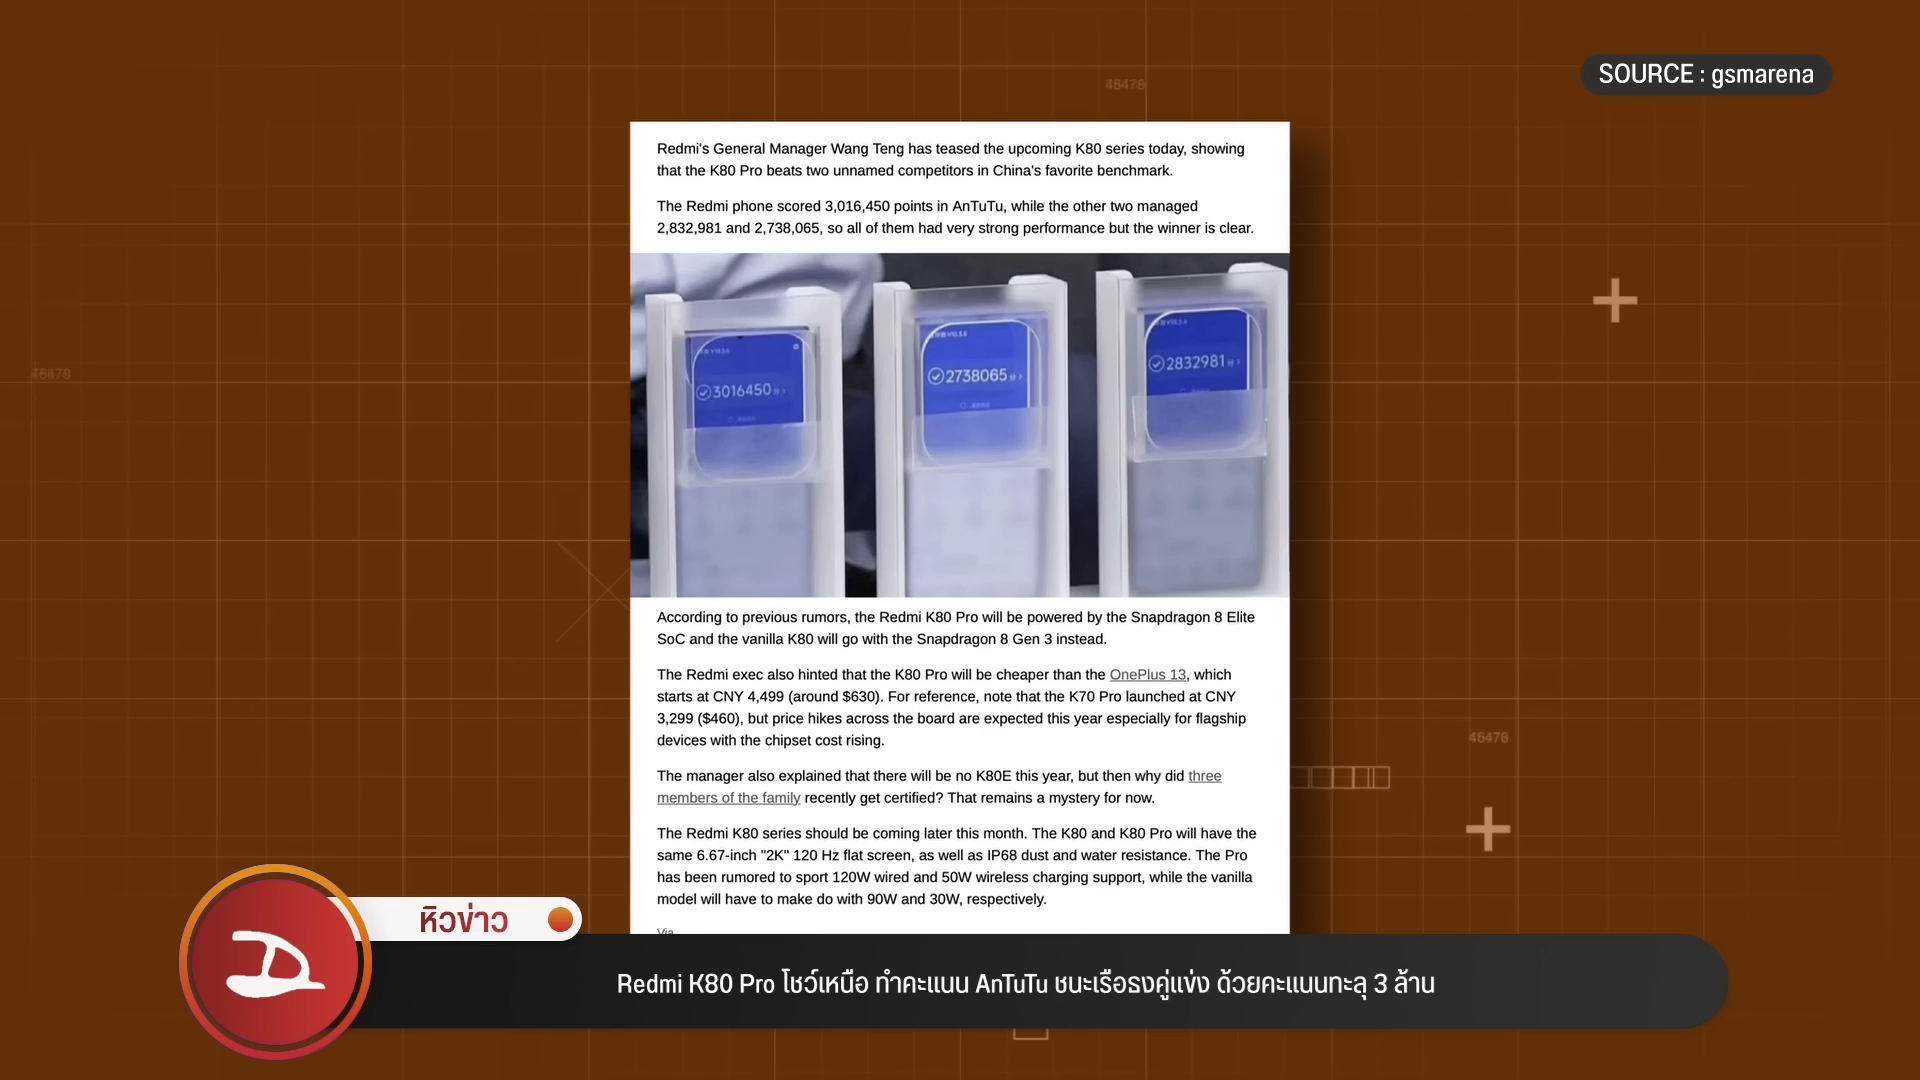 SOURCE : gsmarena
45478
Redmi's General Manager Wang Teng has teased the upcoming K80 series today, showing
that the K80 Pro beats two unnamed competitors in China's favorite benchmark.
The Redmi phone scored 3,016,450 points in AnTuTu, while the other two managed
2,832,981 and 2,738,065, so all of them had very strong performance but the winner is clear.
3016450
2738065
2832981
According to previous rumors, the Redmi K80 Pro will be powered by the Snapdragon 8 Elite
SoC and the vanilla K80 will go with the Snapdragon 8 Gen 3 instead.
The Redmi exec also hinted that the K80 Pro will be cheaper than the OnePlus 13, which
starts at CNY 4,499 (around $630). For reference, note that the K70 Pro launched at CNY
3,299 ($460), but price hikes across the board are expected this year especially for flagship
devices with the chipset cost rising.
45478
The manager also explained that there will be no K80E this year, but then why did three
members of the family recently get certified? That remains a mystery for now.
The Redmi K80 series should be coming later this month. The K80 and K80 Pro will have the
same 6.67-inch "2K" 120 Hz flat screen, as well as IP68 dust and water resistance. The Pro
has been rumored to sport 120W wired and 50W wireless charging support, while the vanilla
model will have to make do with 90W and 30W, respectively.
Via
หิวข่าว
Redmi K80 Pro โชว์เหนือ ทำคะแนน AnTuTu ชนะเรือธงคู่แข่ง ด้วยคะแนนทะลุ 3 ล้าน